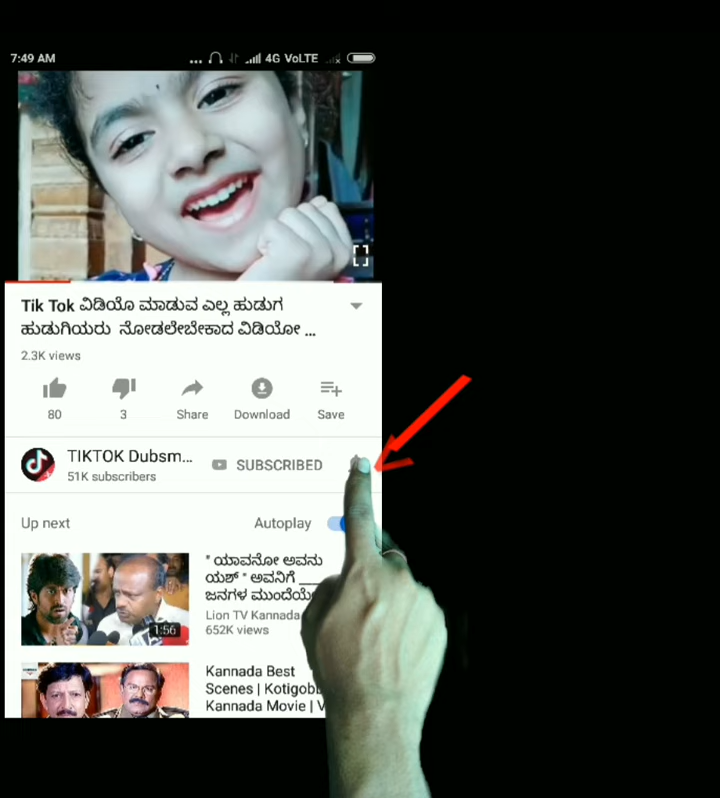 7:49 AM ... 4G VoLTE
Tik Tok ವಿಡಿಯೊ ಮಾಡುವ ಎಲ್ಲ ಹುಡುಗ
ಹುಡುಗಿಯರು ನೋಡಲೇಬೇಕಾದ ವಿಡಿಯೋ ...
2.3K views
80 3 Share Download Save
TIKTOK Dubsm... SUBSCRIBED
51K subscribers
Up next Autoplay
" ಯಾವನೋ ಅವನು
ಯಶ್ " ಅವನಿಗೆ ___
ಜನಗಳ ಮುಂದೆಯೆ
Lion TV Kannada
652K views
1:56
Kannada Best
Scenes | Kotigob
Kannada Movie | V